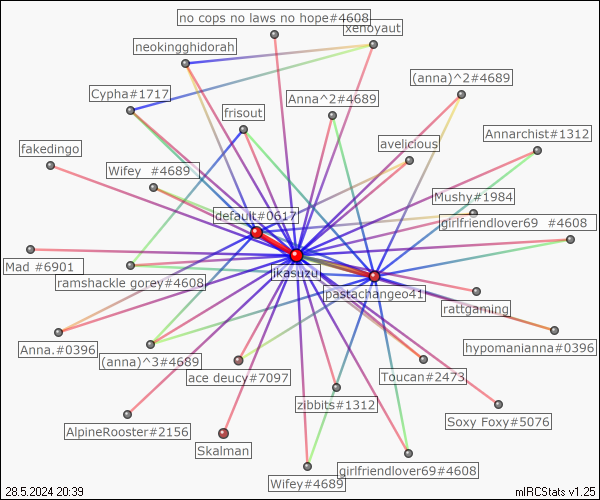 no cops no laws no hope#4608
xenoyaut
neokingghidorah
(anna)^2#4689
Cypha#1717
Anna^2#4689
frisout
Annarchist#1312
avelicious
fakedingo
Wifey  #4689
Mushy#1984
default#0617
girlfriendlover69  #4608
Mad #6901
jkasuzu
ramshackle gorey#4608
pastachangeo41
rattgaming
Anna.#0396
hypomanianna#0396
(anna)^3#4689
ace deucy#7097
Toucan#2473
zibbits#1312
Soxy Foxy#5076
AlpineRooster#2156
Skalman
girlfriendlover69#4608
Wifey#4689
28.5.2024 20:39
mIRCStats v1.25